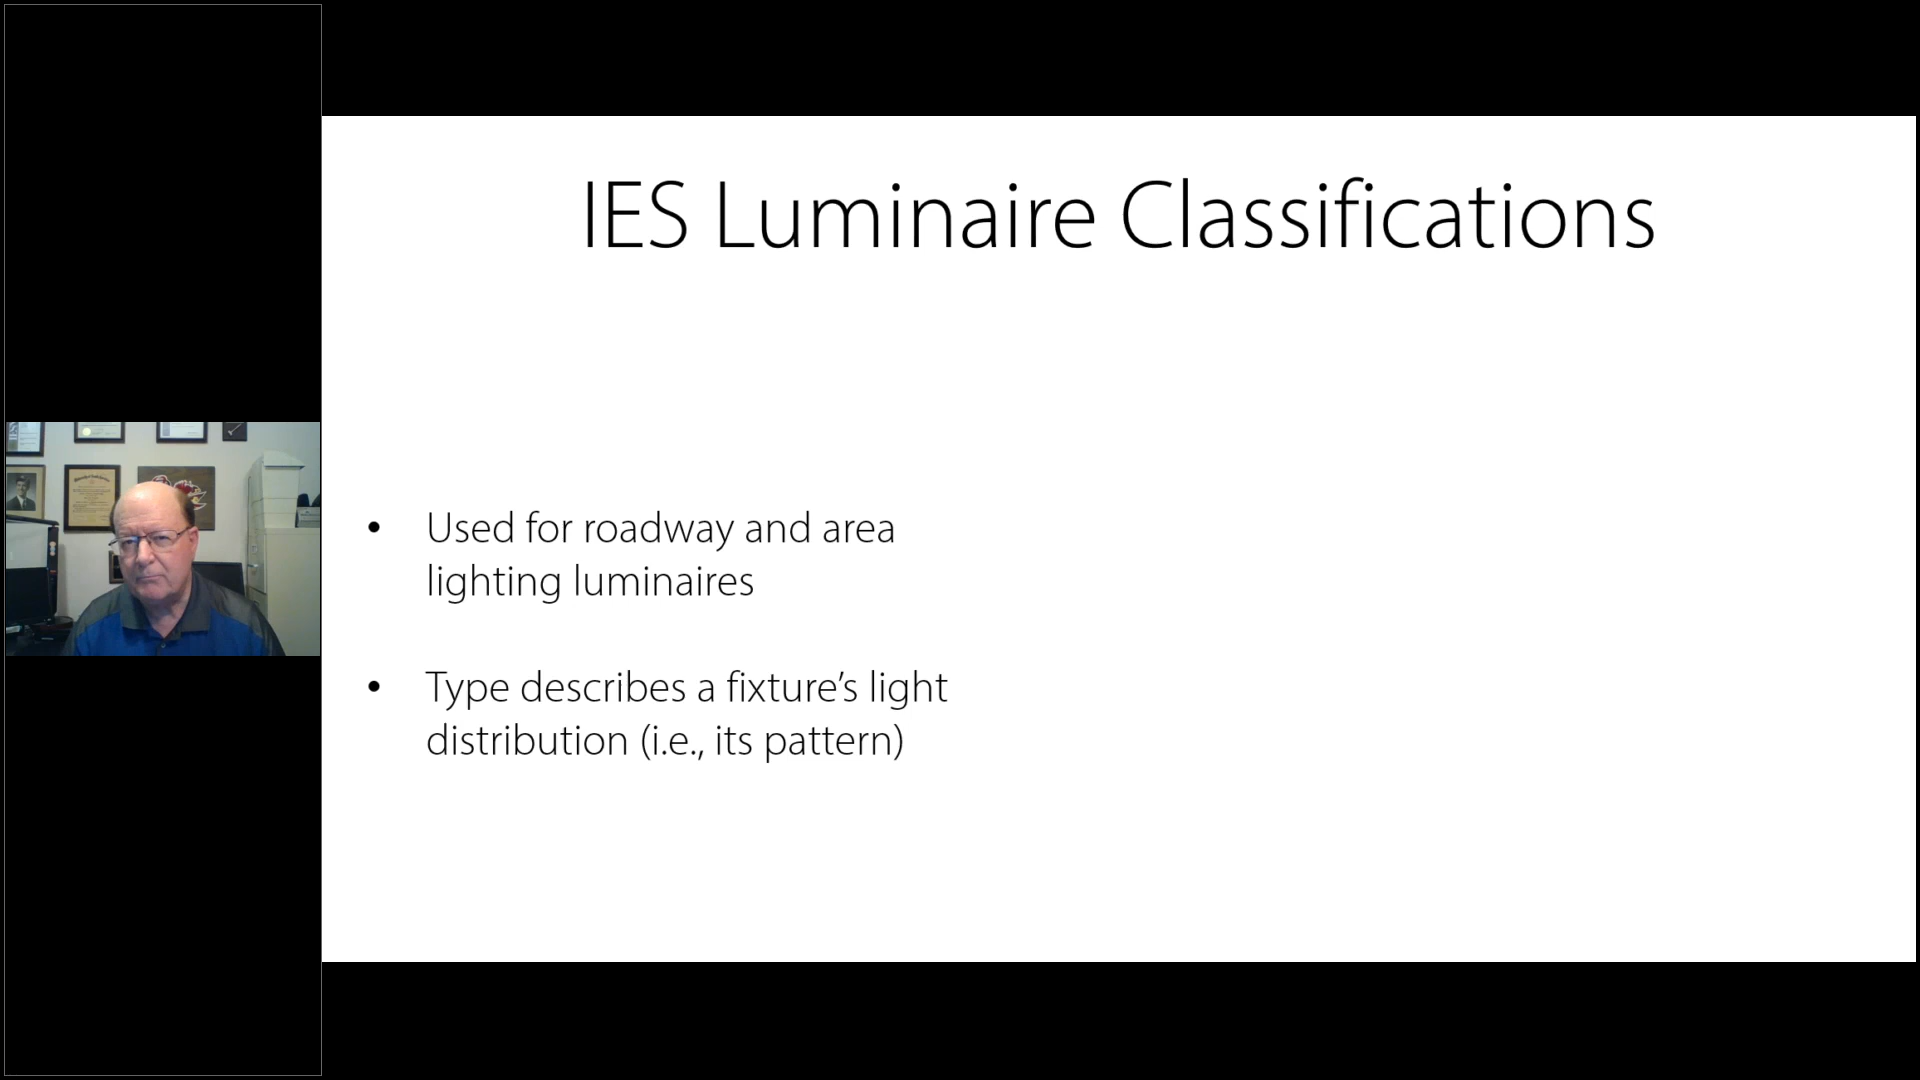 IES Luminaire Classifications
• Used for roadway and area
lighting luminaires
• Type describes a fixture’s light
distribution (i.e., its pattern)